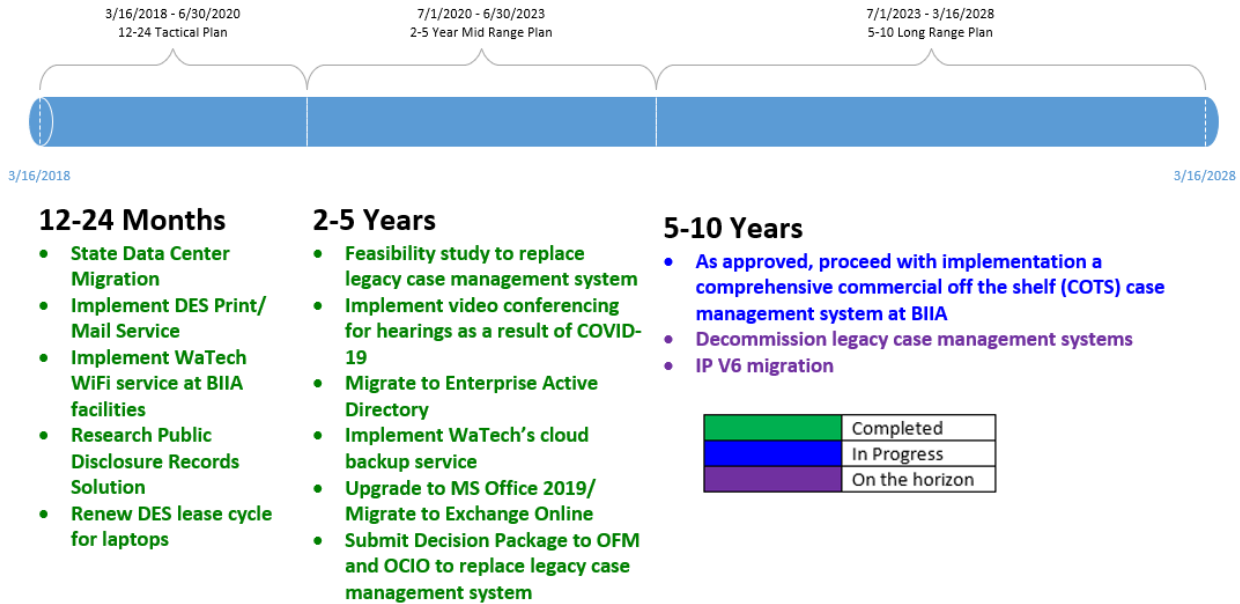 3/16/2018 - 6/30/2020
12-24 Tactical Plan
7/1/2020 - 6/30/2023
2-5 Year Mid Range Plan
7/1/2023 - 3/16/2028
5-10 Long Range Plan
3/16/2018
3/16/2028
12-24 Months
• State Data Center
Migration
• Implement DES Print/
Mail Service
• Implement WaTech
WiFi service at BIIA
facilities
• Research Public
Disclosure Records
Solution
• Renew DES lease cycle
for laptops
2-5 Years
• Feasibility study to replace
legacy case management system
• Implement video conferencing
for hearings as a result of COVID-
19
• Migrate to Enterprise Active
Directory
• Implement WaTech’s cloud
backup service
• Upgrade to MS Office 2019/
Migrate to Exchange Online
• Submit Decision Package to OFM
and OCIO to replace legacy case
management system
5-10 Years
• As approved, proceed with implementation a
comprehensive commercial off the shelf (COTS) case
management system at BIIA
• Decommission legacy case management systems
• IP V6 migration
Completed
In Progress
On the horizon